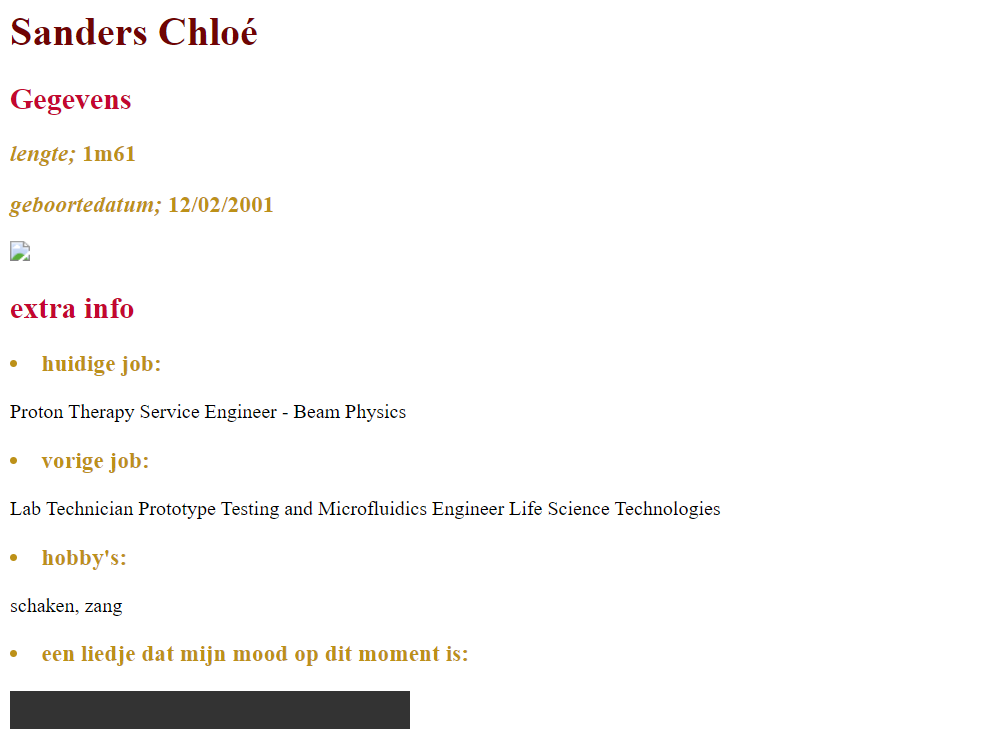 Sanders Chloé
Gegevens
lengte; 1m61
geboortedatum; 12/02/2001
extra info
• huidige job:
Proton Therapy Service Engineer - Beam Physics
• vorige job:
Lab Technician Prototype Testing and Microfluidics Engineer Life Science Technologies
• hobby's:
schaken, zang
• een liedje dat mijn mood op dit moment is: